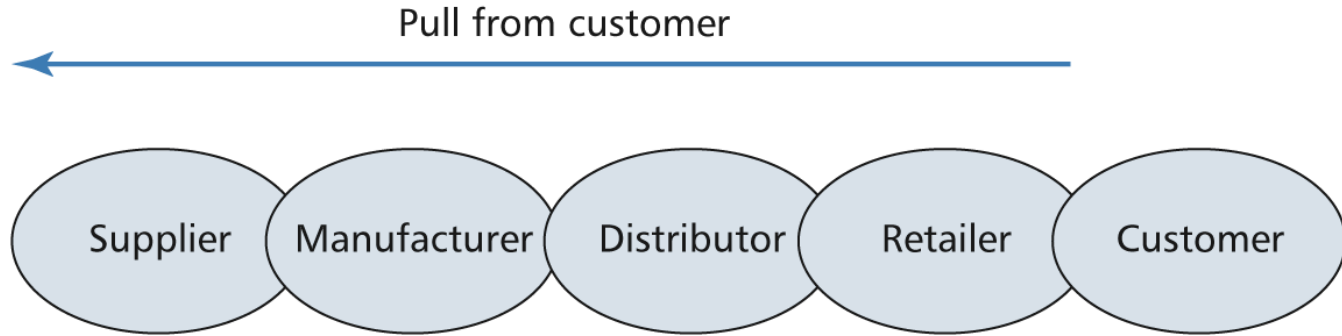 Pull from customer
Supplier Manufacturer Distributor Retailer Customer